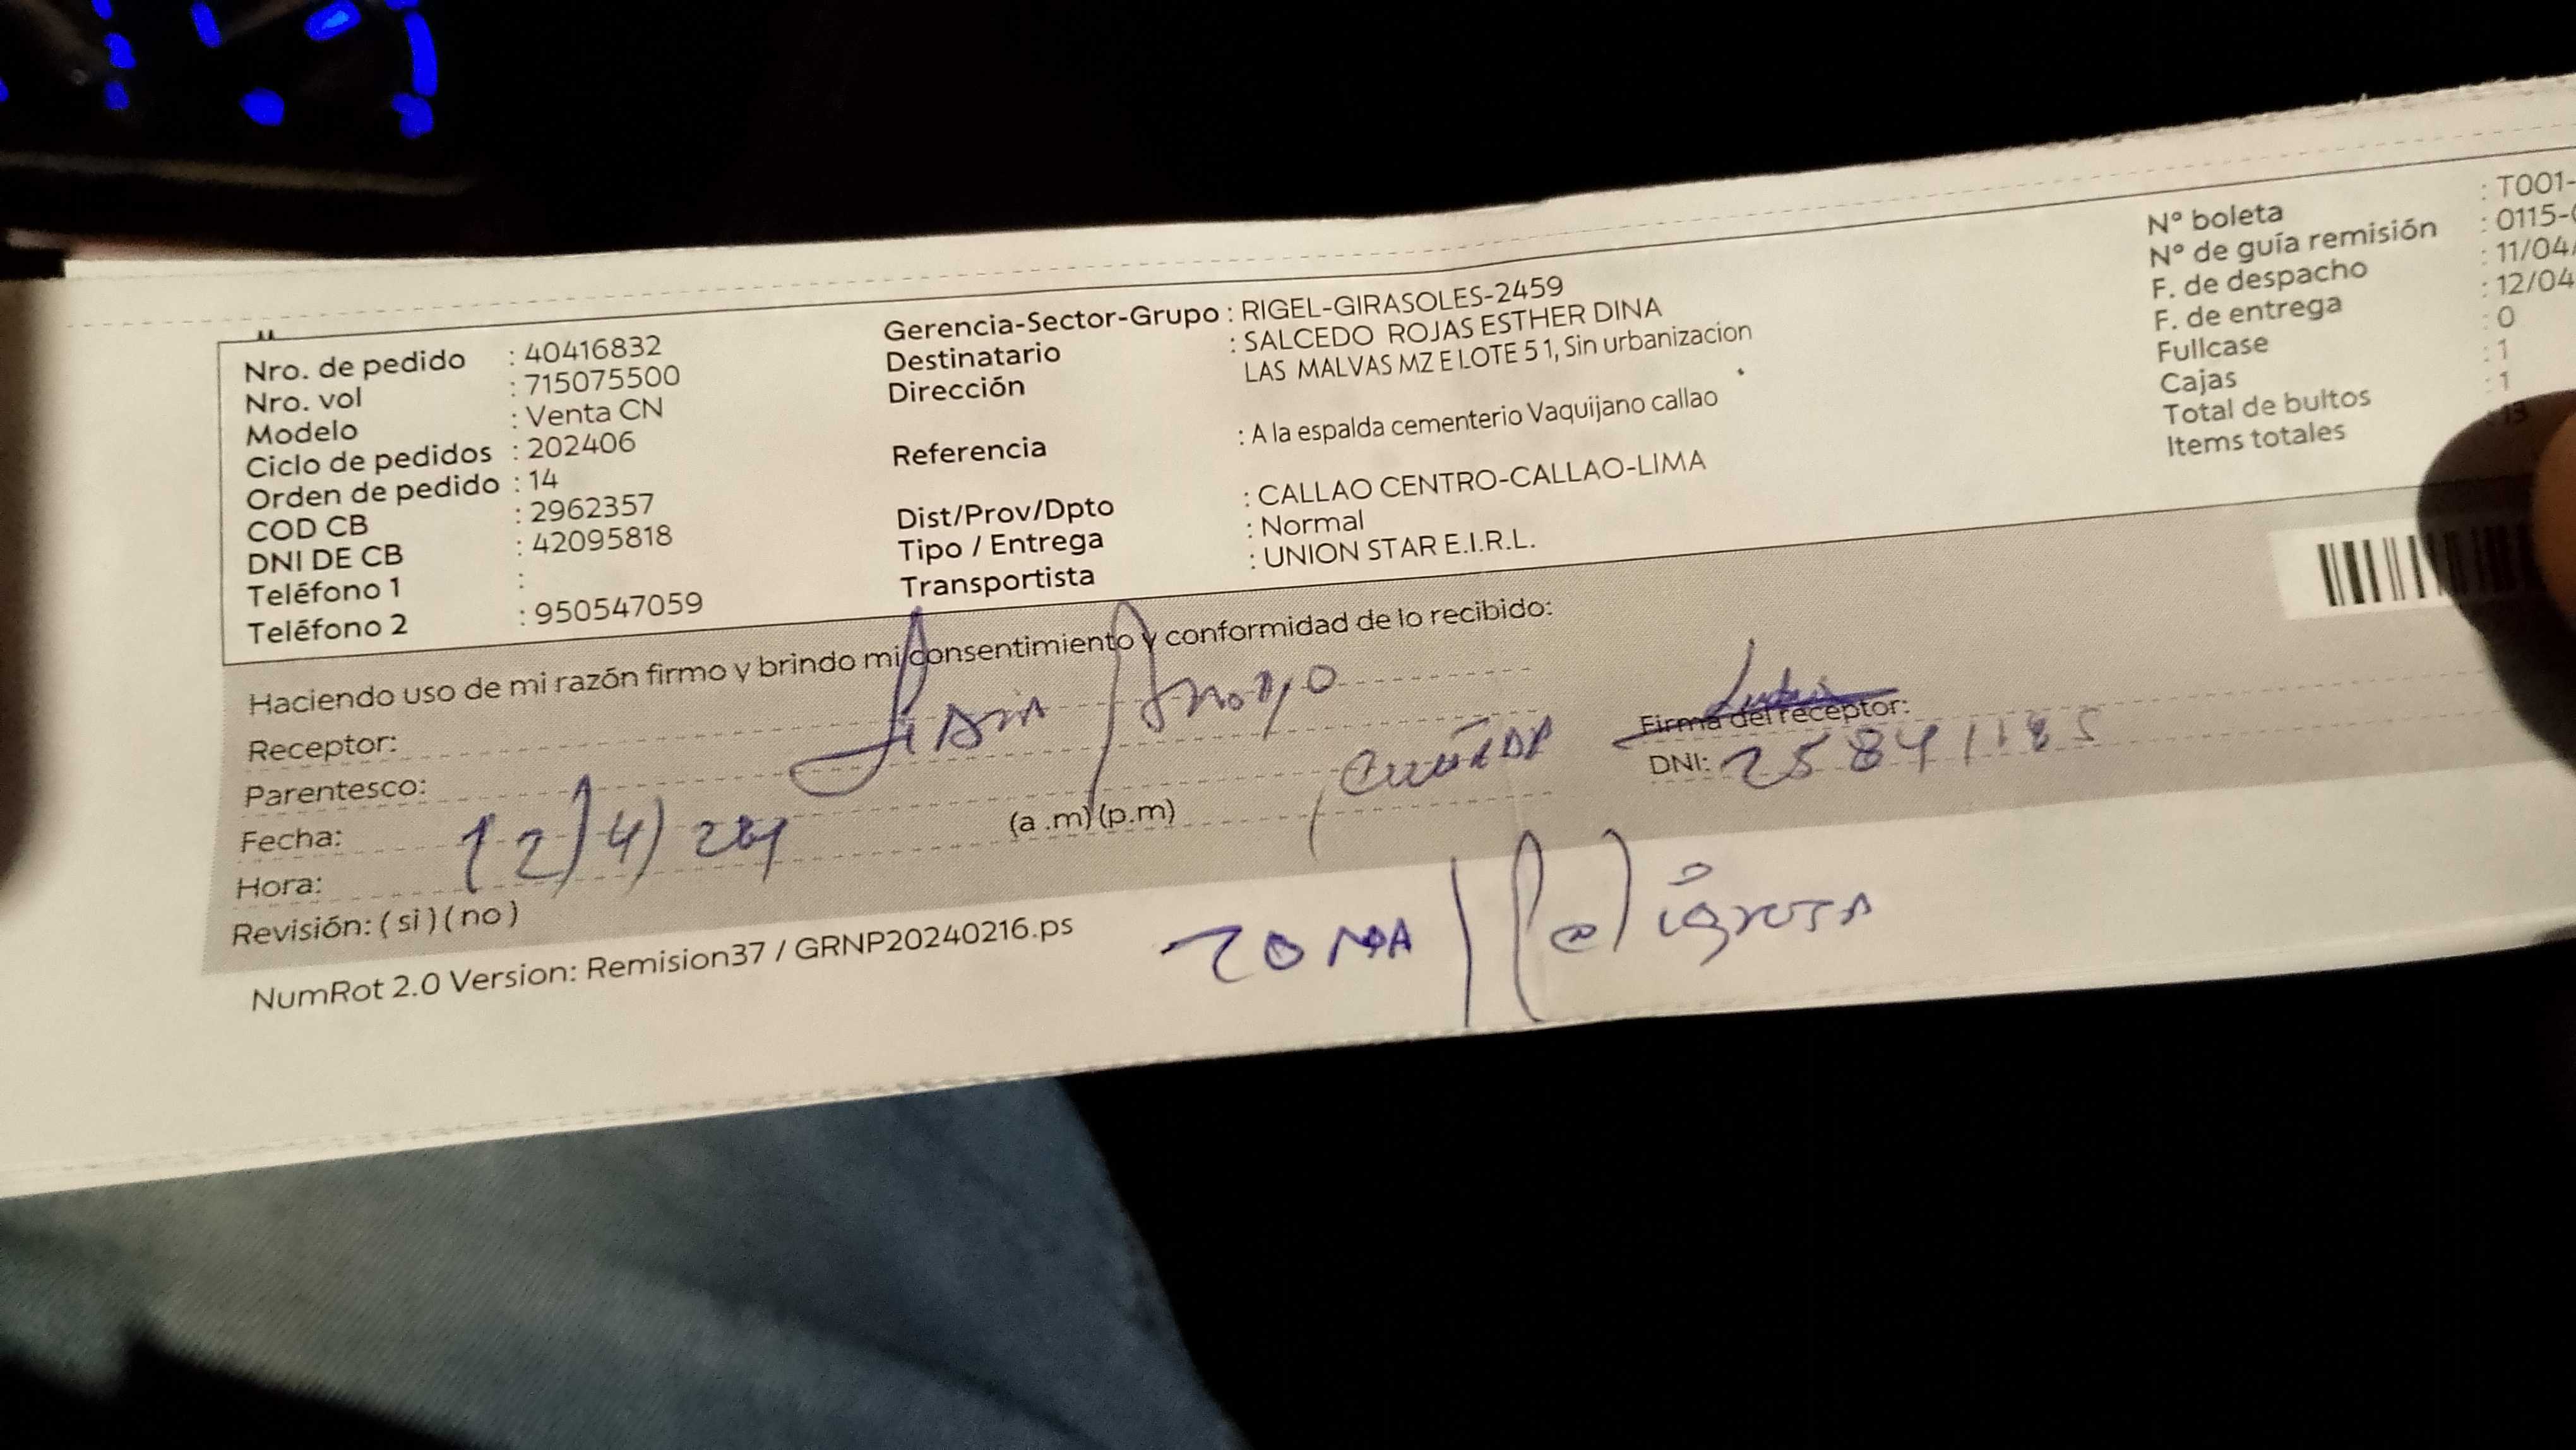 Nro. de pedido : 40416832
Nro. vol : 715075500
Modelo : Venta CN
Ciclo de pedidos : 202406
Orden de pedido : 14
COD CB : 2962357
DNI DE CB : 42095818
Teléfono 1 :
Teléfono 2 : 950547059
Gerencia-Sector-Grupo : RIGEL-GIRASOLES-2459
Destinatario : SALCEDO ROJAS ESTHER DINA
Dirección LAS MALVAS MZ E LOTE 5 1, Sin urbanizacion
Referencia : A la espalda cementerio Vaquijano callao
Dist/Prov/Dpto : CALLAO CENTRO-CALLAO-LIMA
Tipo / Entrega : Normal
Transportista : UNION STAR E.I.R.L.
Nº boleta : T001-
Nº de guía remisión : 0115-
F. de despacho : 11/04/
F. de entrega : 12/04
Fullcase : 0
Cajas : 1
Total de bultos : 1
Items totales
Haciendo uso de mi razón firmo y brindo mi consentimiento y conformidad de lo recibido:
Receptor: Arroyo
Parentesco: cuñada
Fecha: 12/4/24
Hora: (a .m) (p.m)
Revisión: ( si ) ( no )
Firma del receptor:
DNI: 25841185
NumRot 2.0 Version: Remision37 / GRNP20240216.ps
ZONA Peligrosa